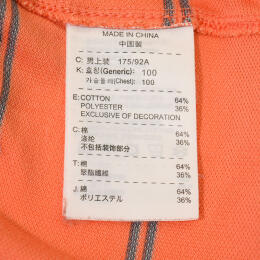 MADE IN CHINA
中国製
C: 男上装 175/92A
K: 호칭(Generic): 100
가슴둘레(Chest): 100
E: COTTON 64%
POLYESTER 36%
EXCLUSIVE OF DECORATION
C: 棉 64%
涤纶 36%
不包括装饰部分
T: 棉 64%
聚酯纖維 36%
J: 綿 64%
ポリエステル 36%